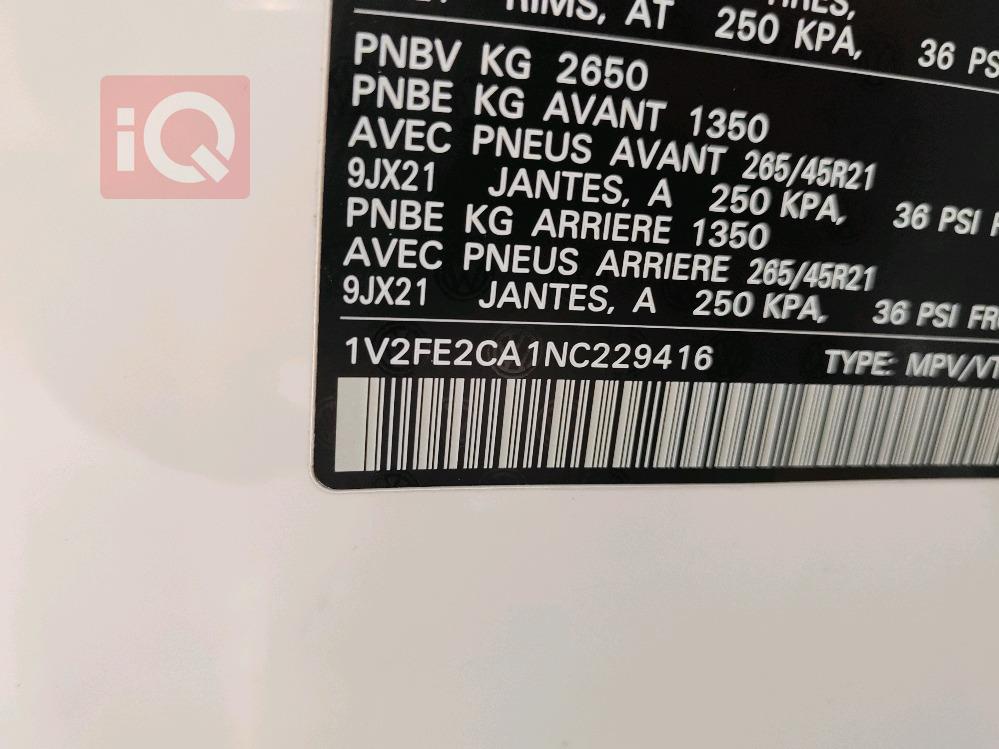 RIMS, AT 250 KPA, 36
PNBV KG 2650
PNBE KG AVANT 1350
AVEC PNEUS AVANT 265/45R21
9JX21 JANTES, A 250 KPA, 36 PSI
PNBE KG ARRIERE 1350
AVEC PNEUS ARRIERE 265/45R21
9JX21 JANTES, A 250 KPA, 36 PSI
1V2FE2CA1NC229416 TYPE: MPV/
iQ